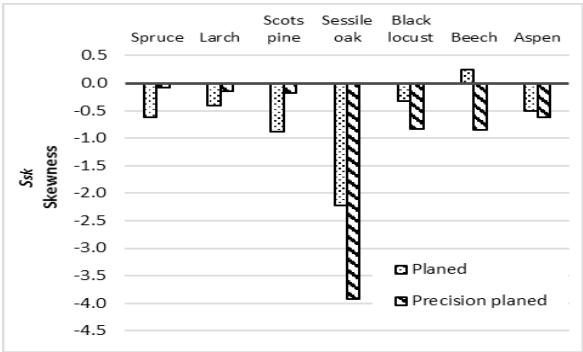 Spruce
Larch
Scots
pine
Sessile
oak
Black
locust
Beech
Aspen
0.5
0.0
-0.5
-1.0
-1.5
-2.0
-2.5
-3.0
-3.5
-4.0
-4.5
Ssk
Skewness
Planed
Precision planed